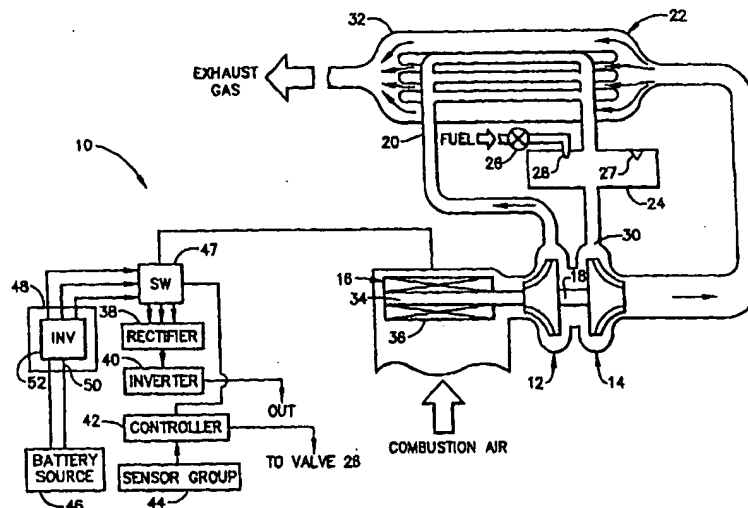 32
22
EXHAUST
GAS
FUEL
20
26
28
27
24
10
30
47
16
18
34
48
SW
38
36
INV
RECTIFIER
40
52
50
INVERTER
12
14
42
OUT
CONTROLLER
COMBUSTION AIR
TO VALVE 26
BATTERY
SOURCE
SENSOR GROUP
46
44